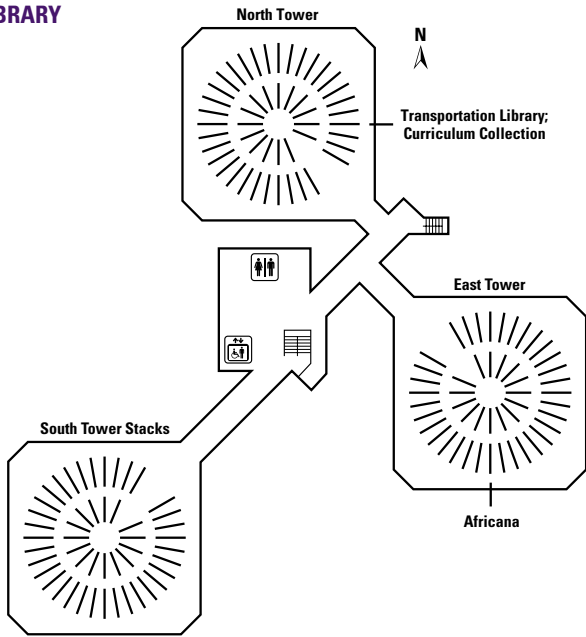 BRARY
North Tower
N
Transportation Library;
Curriculum Collection
East Tower
South Tower Stacks
Africana